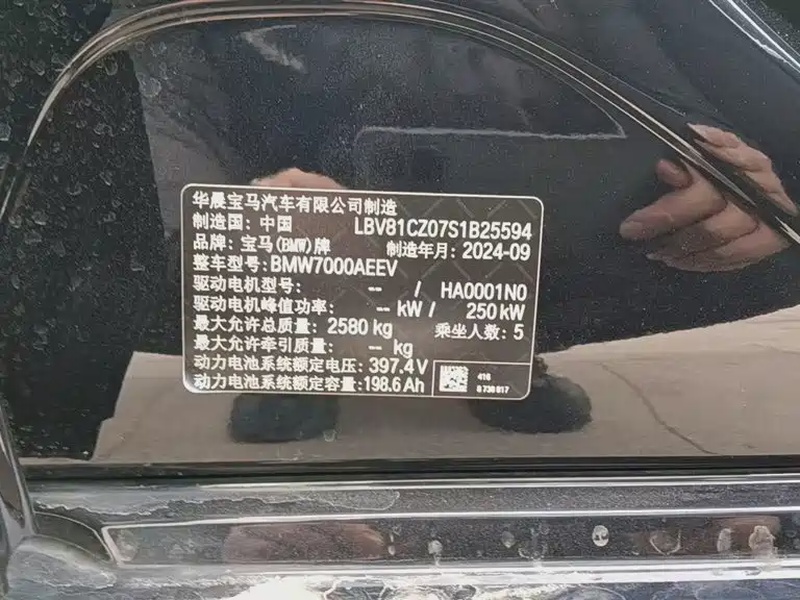 华晨宝马汽车有限公司制造
制造国：中国 LBV81CZ07S1B25594
品牌：宝马(BMW)牌 制造年月：2024-09
整车型号：BMW7000AEEV
驱动电机型号： -- / HA0001N0
驱动电机峰值功率： -- kW / 250 kW
最大允许总质量：2580 kg 乘坐人数：5
最大允许牵引质量： -- kg
动力电池系统额定电压：397.4 V
动力电池系统额定容量：198.6 Ah
416
8 738 817